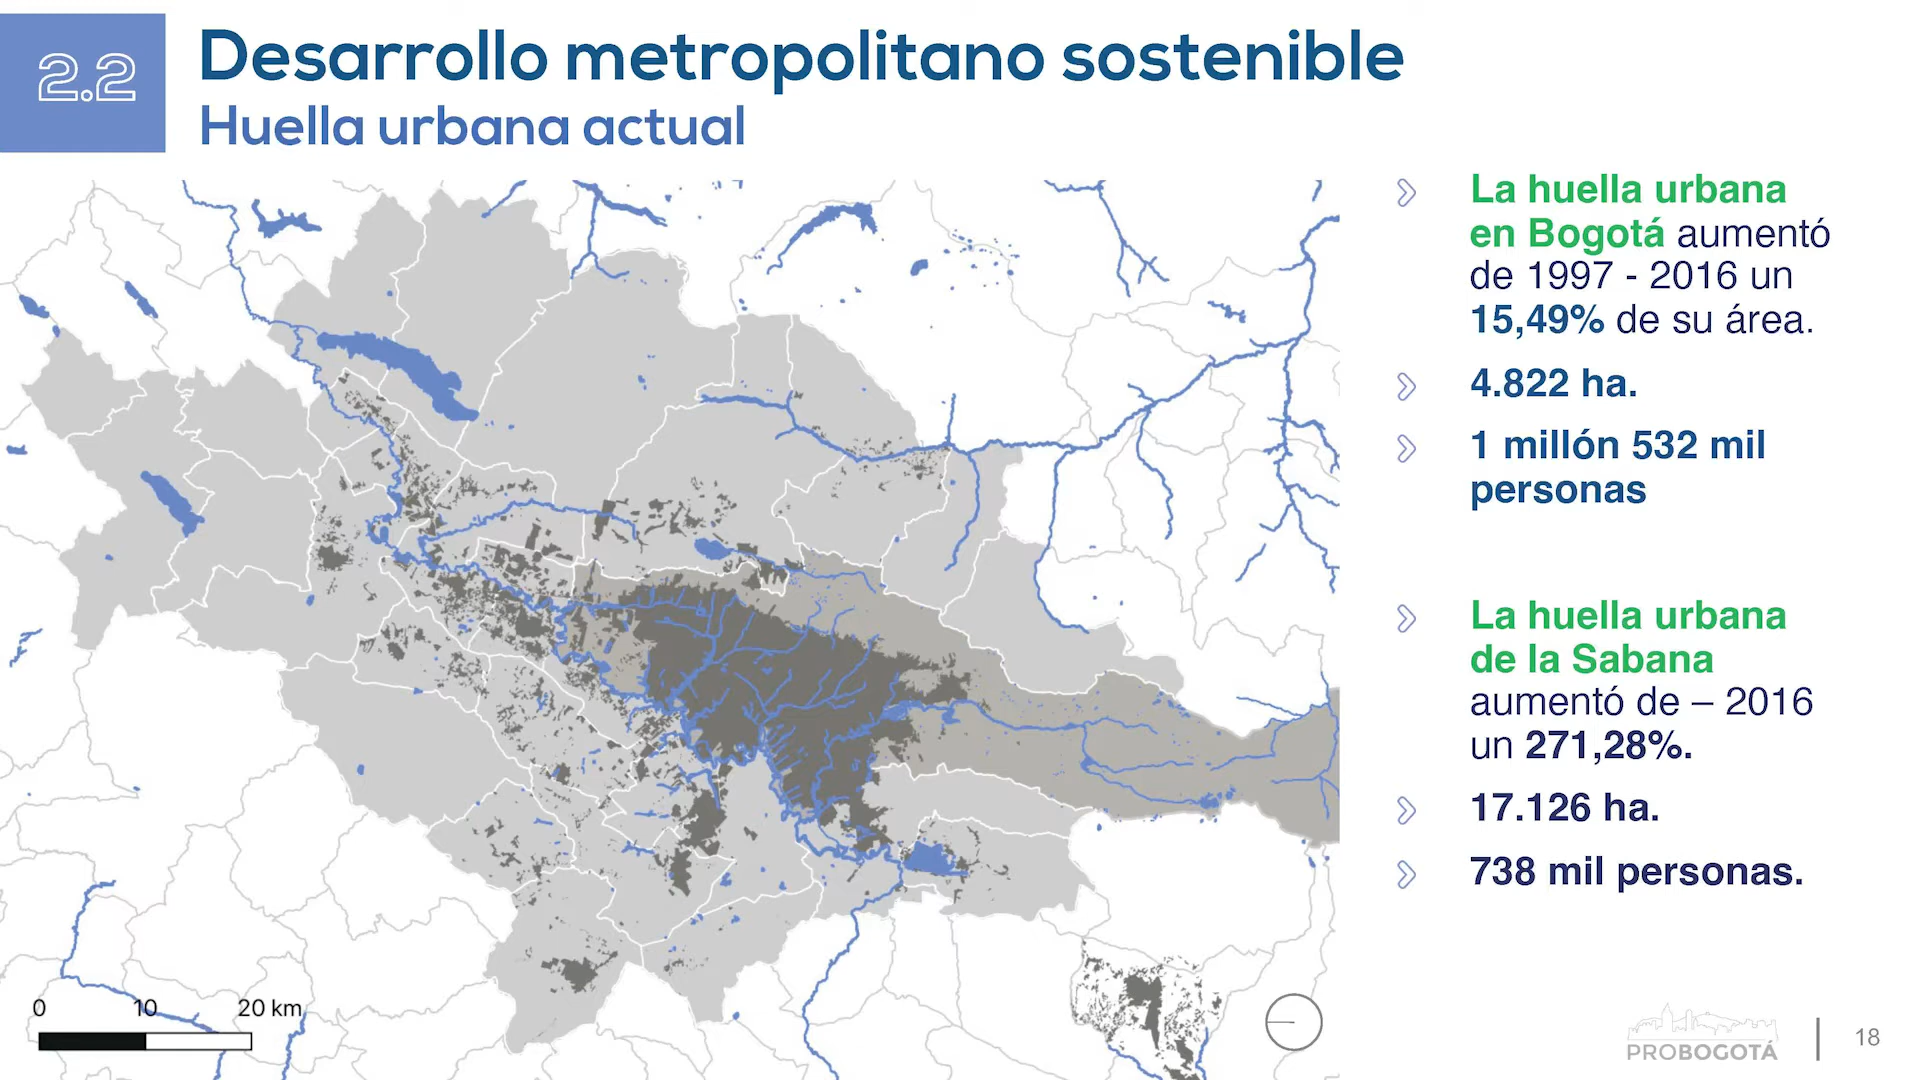 2.2
Desarrollo metropolitano sostenible
Huella urbana actual
La huella urbana
en Bogotá aumentó
de 1997 - 2016 un
15,49% de su área.
4.822 ha.
1 millón 532 mil
personas
La huella urbana
de la Sabana
aumentó de – 2016
un 271,28%.
17.126 ha.
738 mil personas.
0 10 20 km
PROBOGOTÁ
18